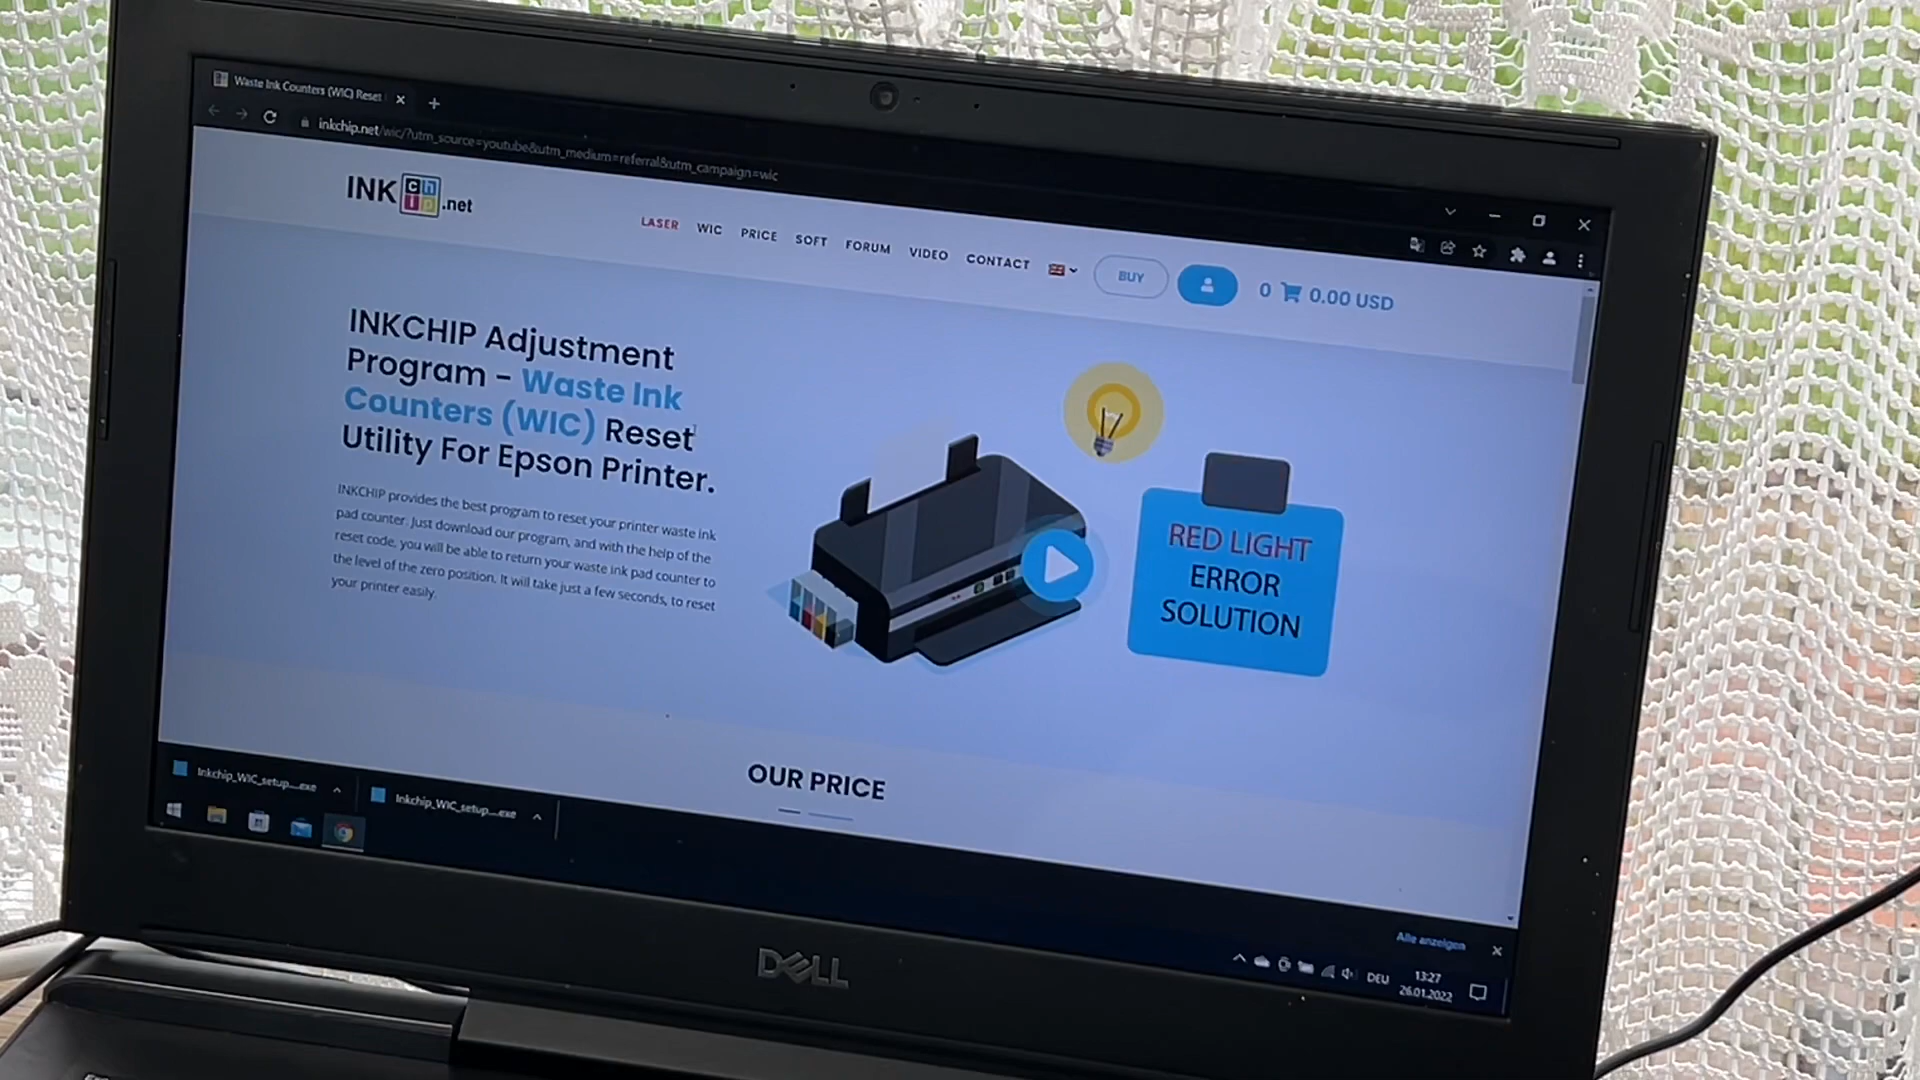 Waste Ink Counters (WIC) Reset
inkchip.net/wic/?utm_source=youtube&utm_medium=referral&utm_campaign=wic
INK chip.net
LASER WIC PRICE SOFT FORUM VIDEO CONTACT BUY 0 0.00 USD
INKCHIP Adjustment
Program - Waste Ink
Counters (WIC) Reset
Utility For Epson Printer.
INKCHIP provides the best program to reset your printer waste ink
pad counter. Just download our program, and with the help of the
reset code, you will be able to return your waste ink pad counter to
the level of the zero position. It will take just a few seconds, to reset
your printer easily.
RED LIGHT
ERROR
SOLUTION
OUR PRICE
Inkchip_WIC_setup....exe
Inkchip_WIC_setup....exe
Alle anzeigen
DEU
13:27
26.01.2022
DELL